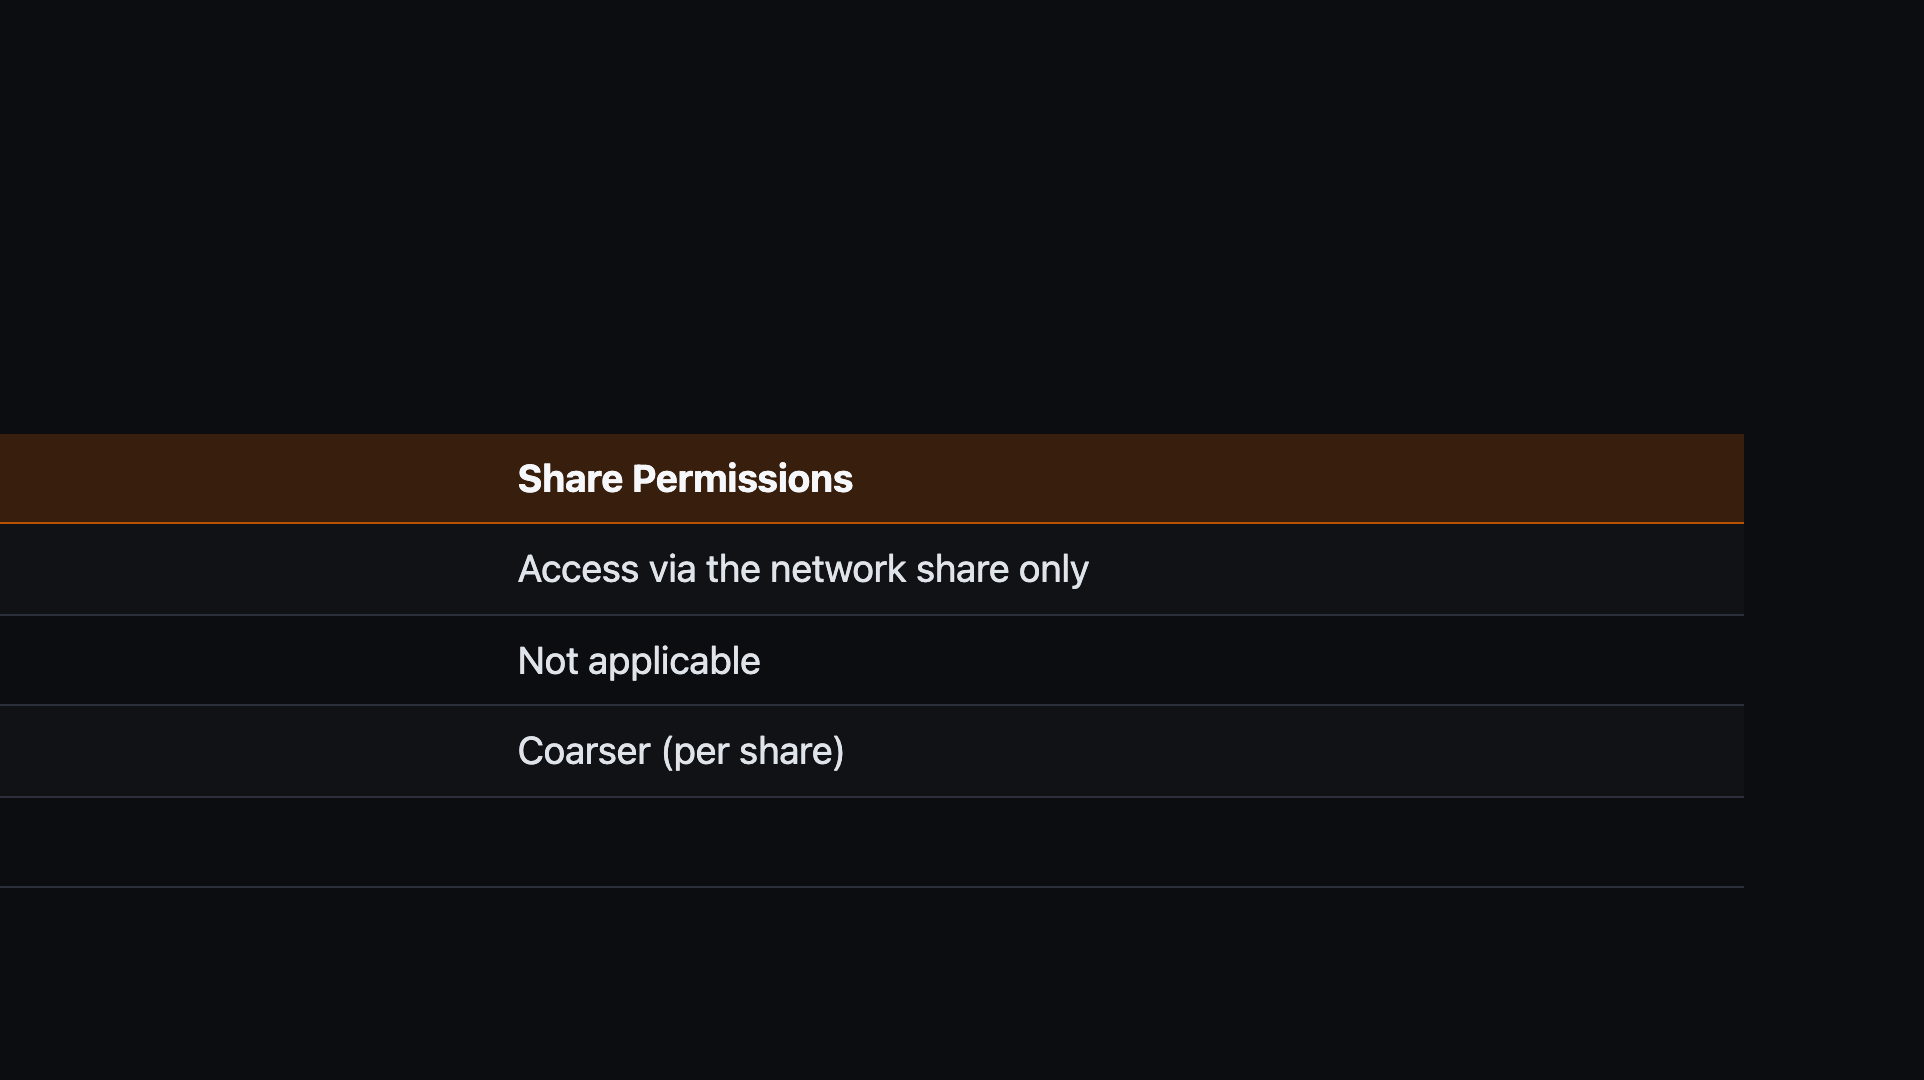 Share Permissions
Access via the network share only
Not applicable
Coarser (per share)